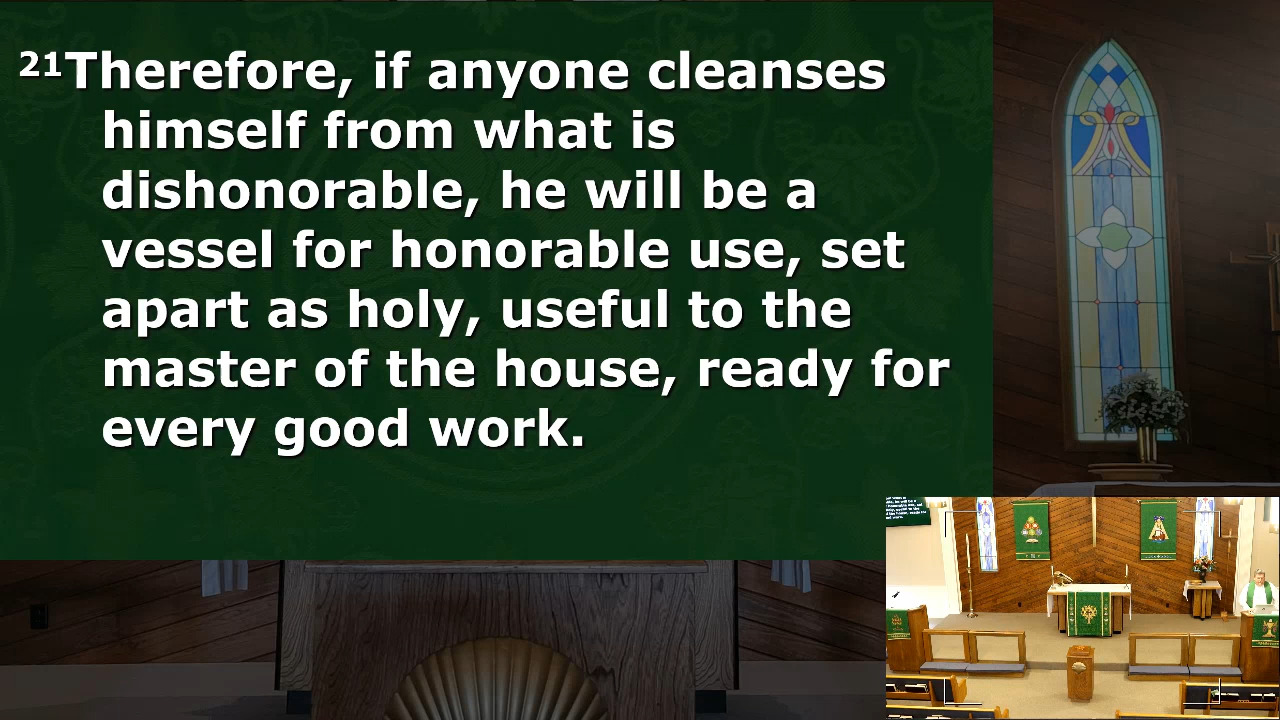 21Therefore, if anyone cleanses
himself from what is
dishonorable, he will be a
vessel for honorable use, set
apart as holy, useful to the
master of the house, ready for
every good work.